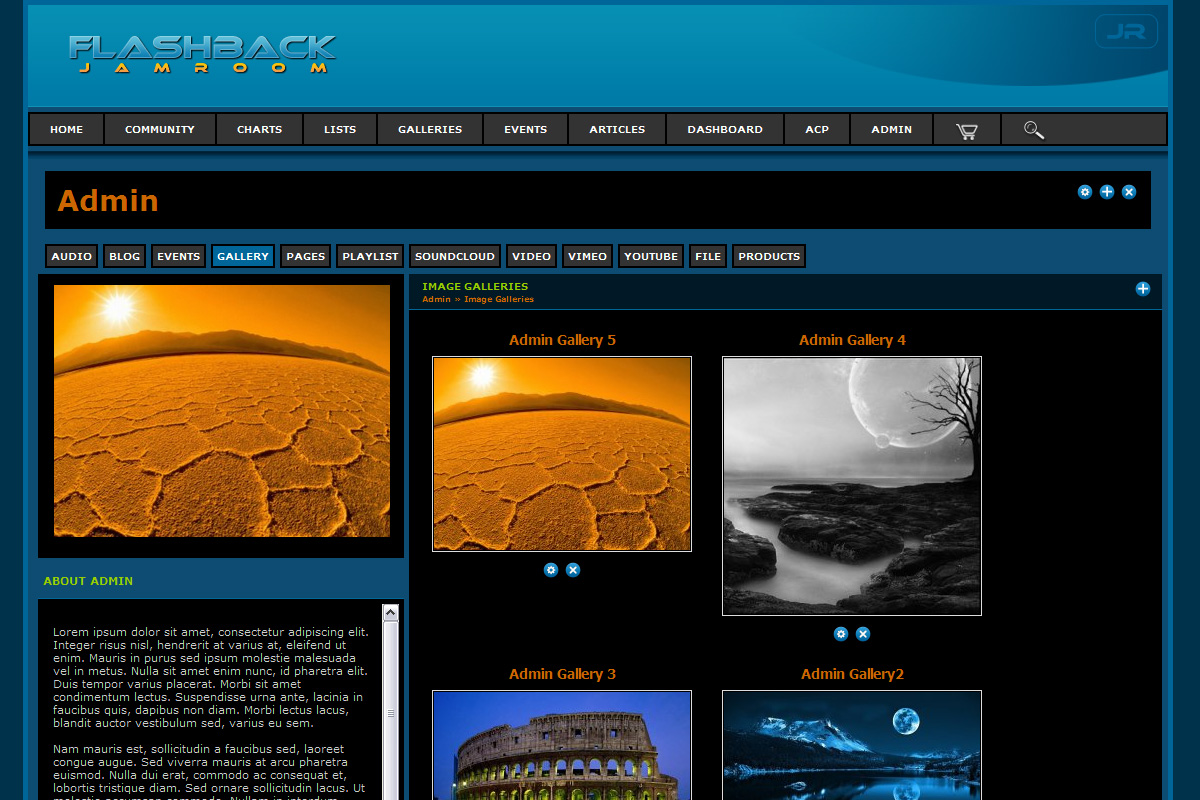 FLASHBACK
JAMROOM
JR
HOME COMMUNITY CHARTS LISTS GALLERIES EVENTS ARTICLES DASHBOARD ACP ADMIN
Admin
AUDIO BLOG EVENTS GALLERY PAGES PLAYLIST SOUNDCLOUD VIDEO VIMEO YOUTUBE FILE PRODUCTS
IMAGE GALLERIES
Admin » Image Galleries
Admin Gallery 5
Admin Gallery 4
Admin Gallery 3
Admin Gallery2
ABOUT ADMIN
Lorem ipsum dolor sit amet, consectetur adipiscing elit.
Integer risus nisl, hendrerit at varius at, eleifend ut
enim. Mauris in purus sed ipsum molestie malesuada
vel in metus. Nulla sit amet enim nunc, id pharetra elit.
Duis tempor varius placerat. Morbi sit amet
condimentum lectus. Suspendisse urna ante, lacinia in
faucibus quis, dapibus non diam. Morbi lectus lacus,
blandit auctor vestibulum sed, varius eu sem.
Nam mauris est, sollicitudin a faucibus sed, laoreet
congue augue. Sed viverra mauris at arcu pharetra
euismod. Nulla dui erat, commodo ac consequat et,
lobortis tristique diam. Sed ornare sollicitudin lacus. Ut